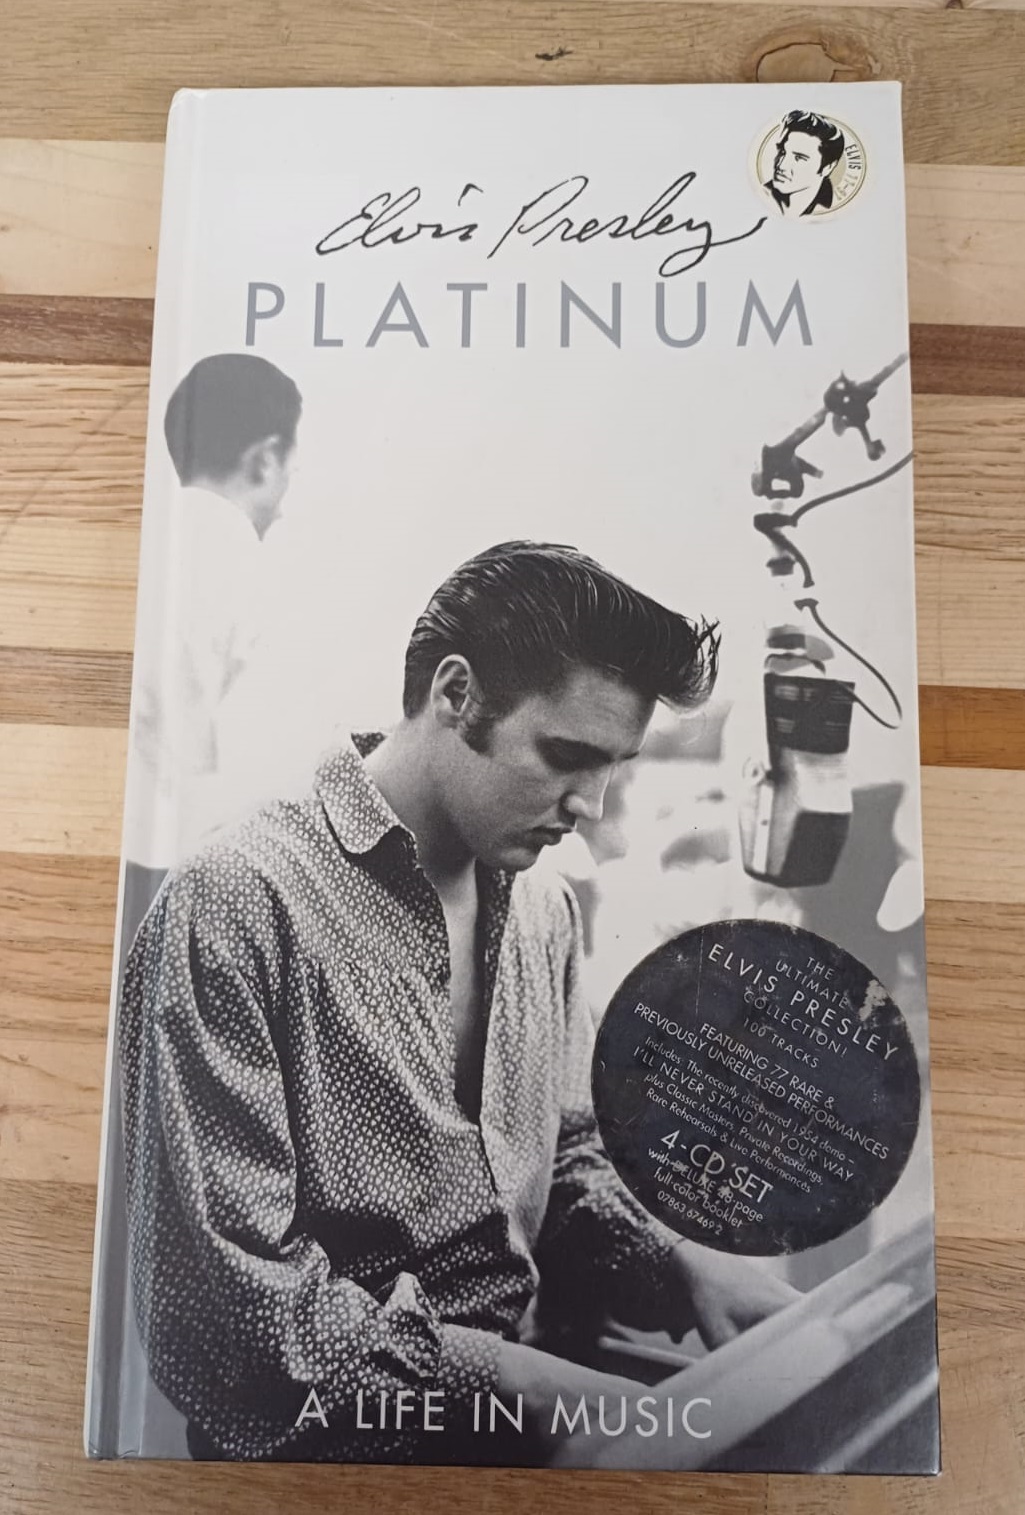 ELVIS
Elvis Presley
PLATINUM
THE
ULTIMATE
ELVIS PRESLEY
COLLECTION!
100 TRACKS
FEATURING 77 RARE &
PREVIOUSLY UNRELEASED PERFORMANCES
Includes: The recently discovered 1954 demo –
I'LL NEVER STAND IN YOUR WAY
plus Classic Masters, Private Recordings,
Rare Rehearsals & Live Performances
4-CD SET
with DELUXE 48-page
full-color booklet
07863 67469 2
A LIFE IN MUSIC